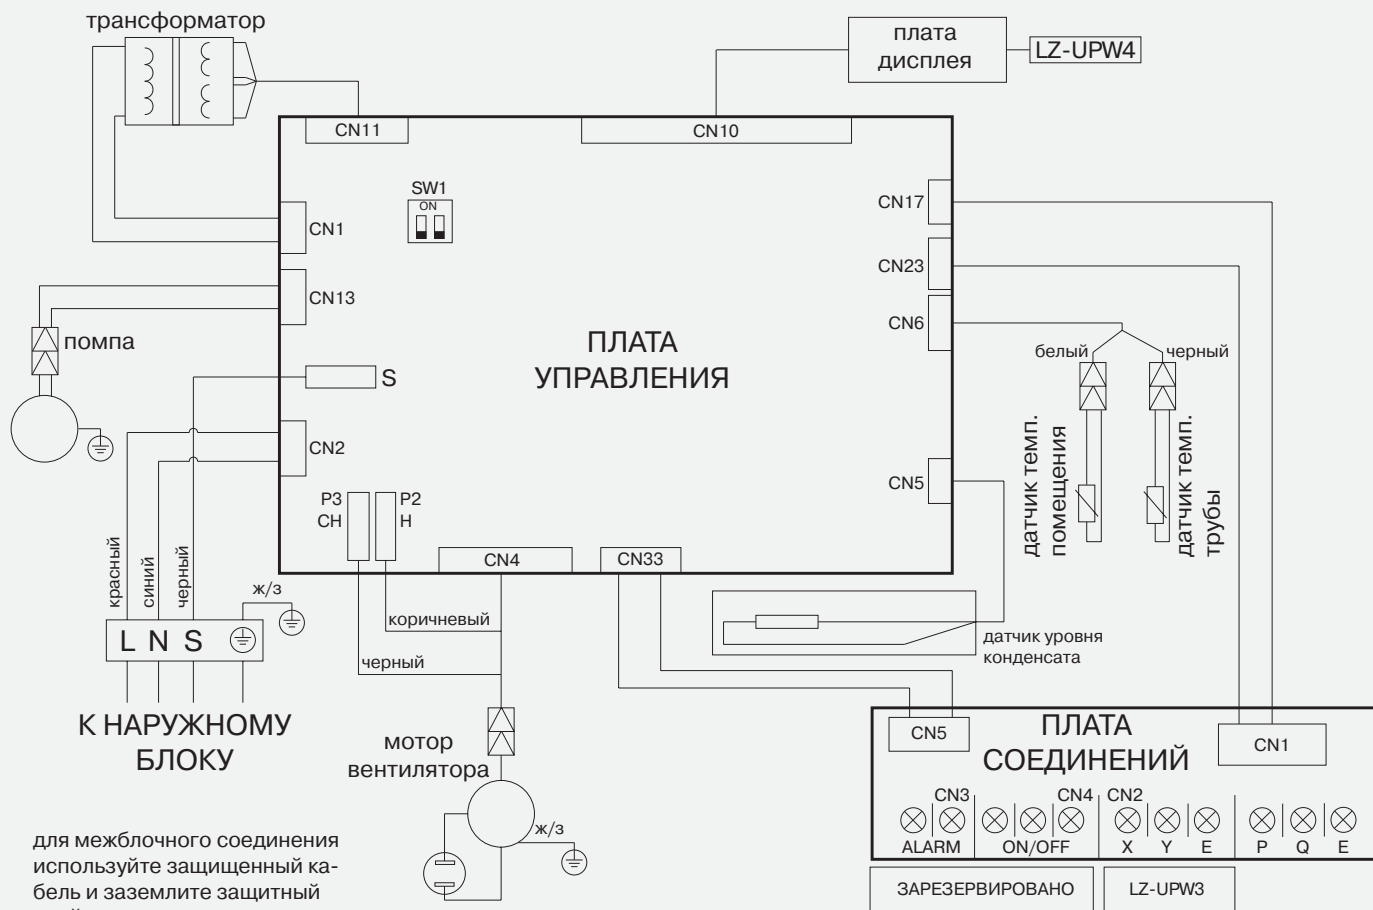 трансформатор
плата
дисплея
LZ-UPW4
CN11
CN10
SW1
ON
CN17
CN1
CN23
CN13
CN6
помпа
ПЛАТА
УПРАВЛЕНИЯ
белый
черный
S
CN2
датчик темп.
помещения
датчик темп.
трубы
CN5
P3
CH
P2
H
CN4
CN33
красный
синий
черный
ж/з
коричневый
L N S
датчик уровня
конденсата
черный
К НАРУЖНОМУ
БЛОКУ
мотор
вентилятора
ПЛАТА
СОЕДИНЕНИЙ
CN5
CN1
CN3
CN4
CN2
ж/з
ALARM
ON/OFF
X Y E
P Q E
для межблочного соединения
используйте защищенный ка-
бель и заземлите защитный
ЗАРЕЗЕРВИРОВАНО
LZ-UPW3